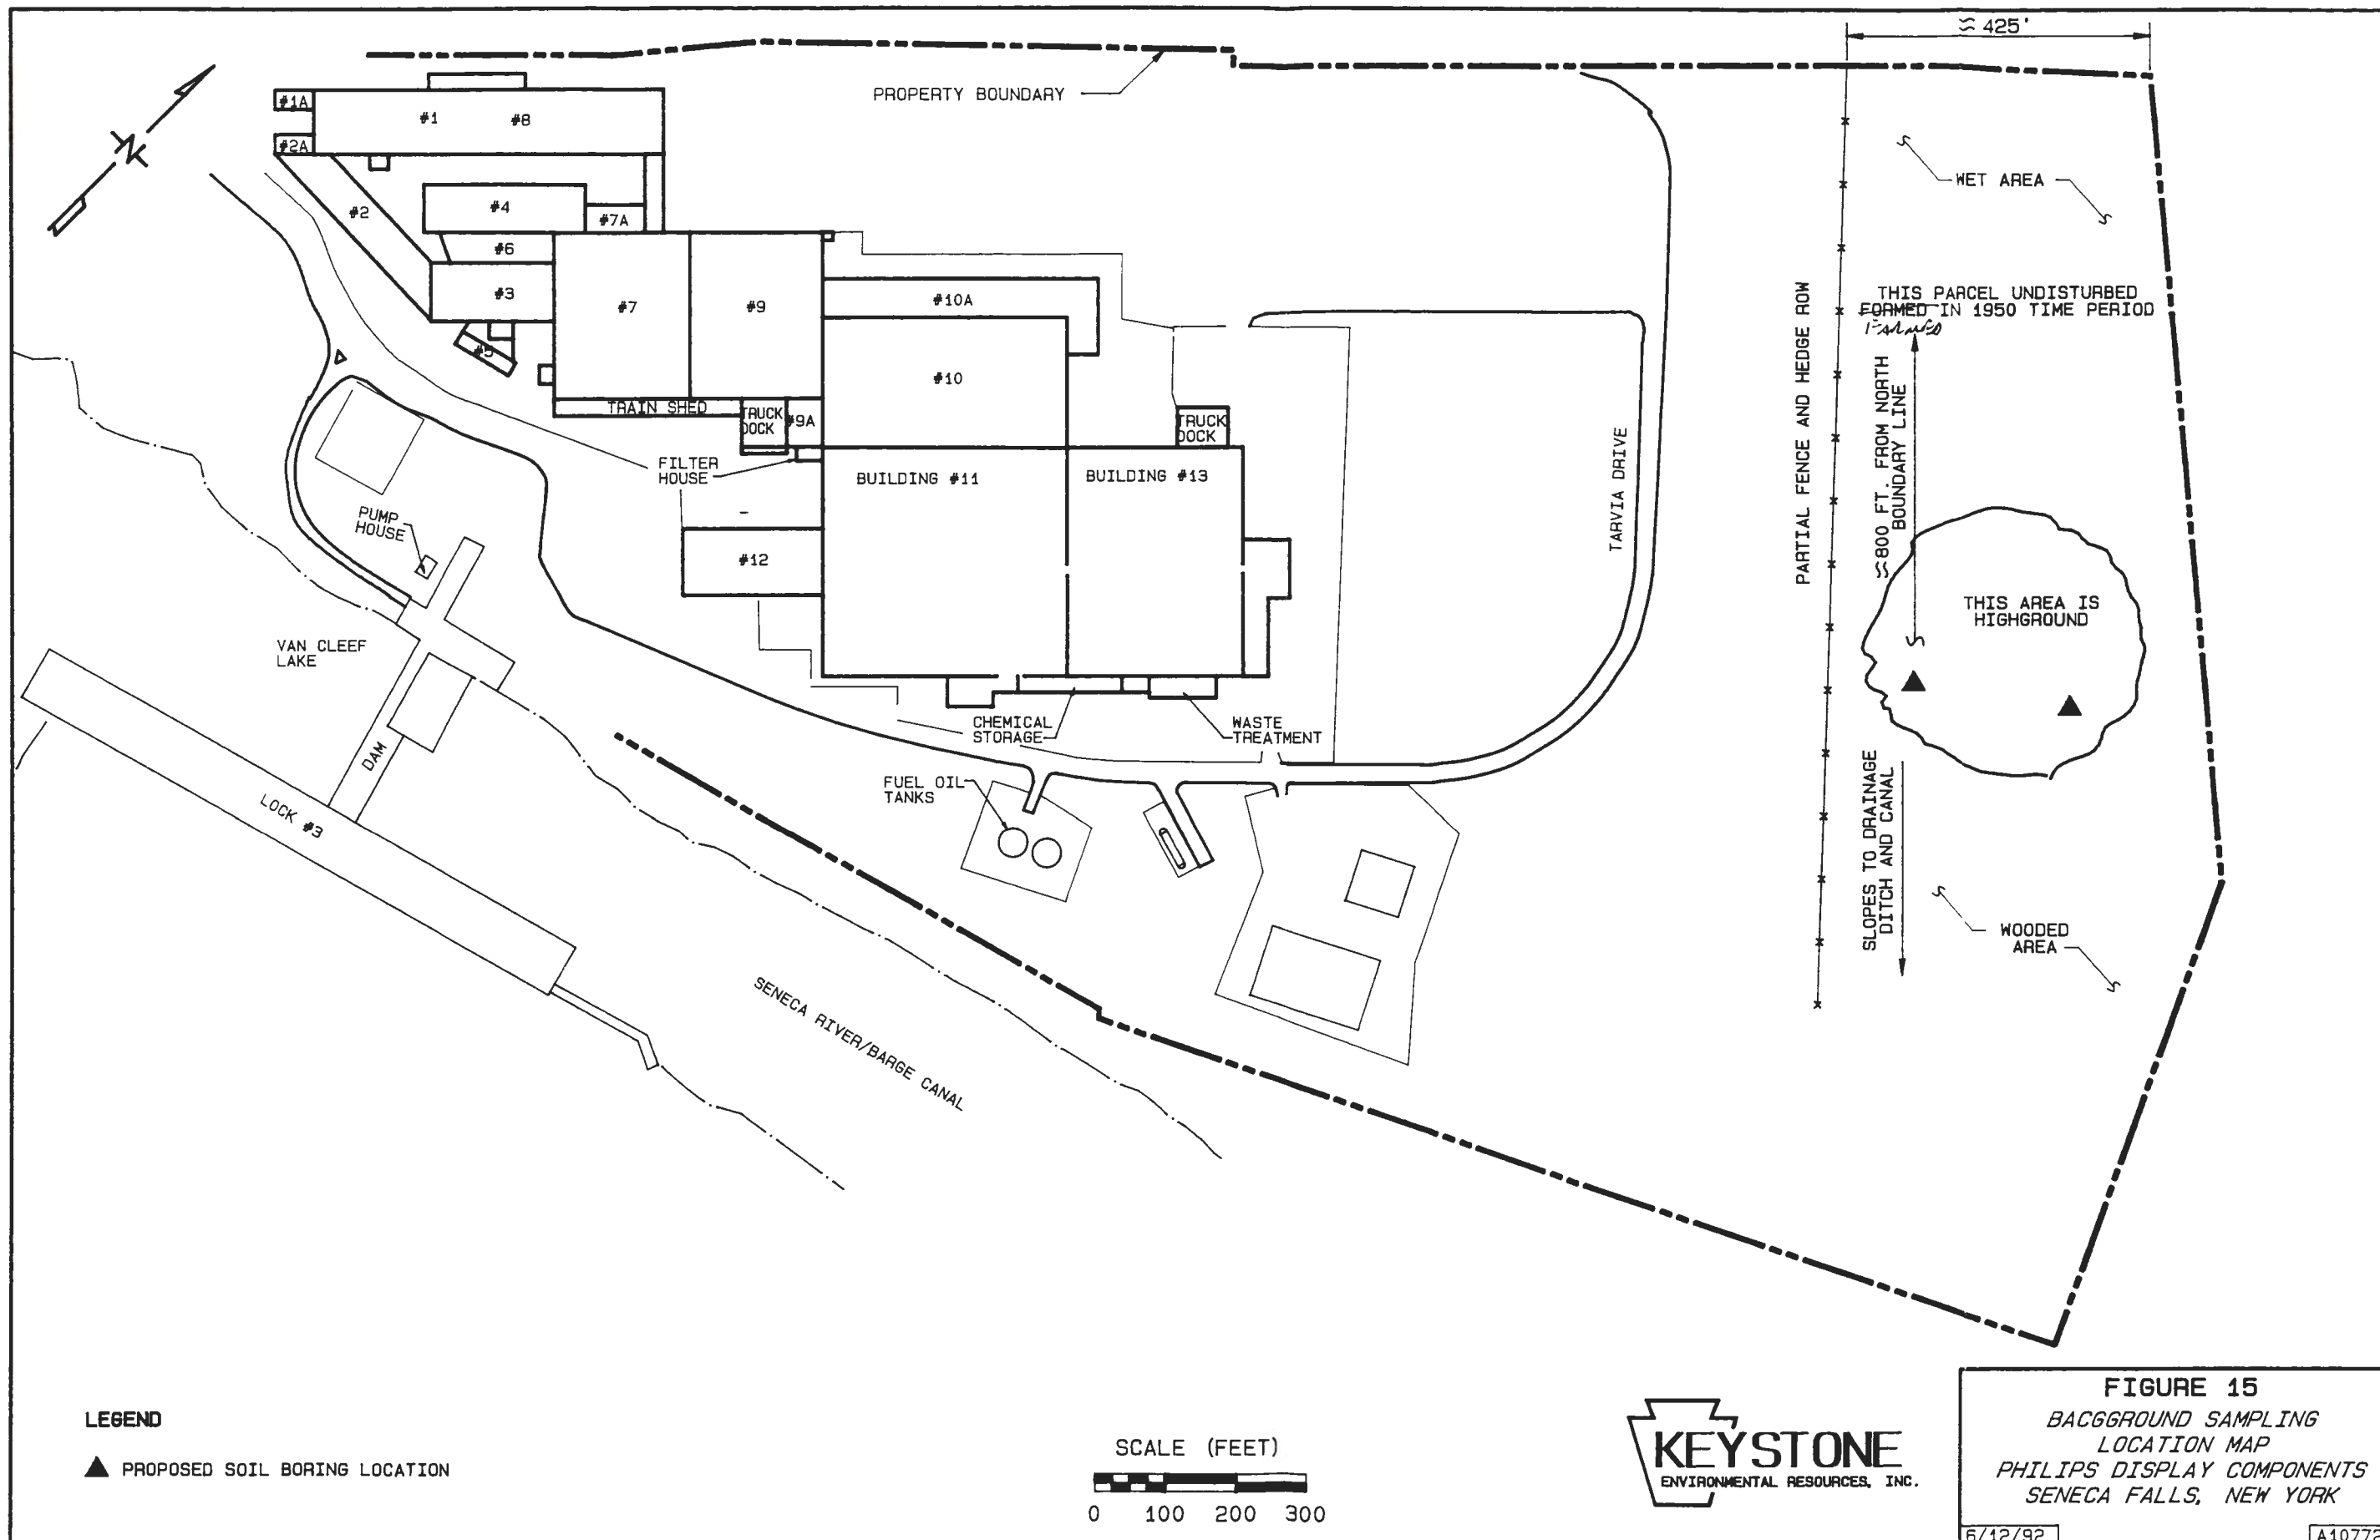 ≈ 425'
PROPERTY BOUNDARY
N
#1A
#1
#8
#2A
#2
#4
#7A
#6
#3
#5
#7
#9
#10A
#10
TRAIN SHED
TRUCK
DOCK
#9A
TRUCK
DOCK
FILTER
HOUSE
BUILDING #11
BUILDING #13
#12
PUMP
HOUSE
VAN CLEEF
LAKE
DAM
LOCK #3
CHEMICAL
STORAGE
WASTE
TREATMENT
FUEL OIL
TANKS
SENECA RIVER/BARGE CANAL
TARVIA DRIVE
PARTIAL FENCE AND HEDGE ROW
WET AREA
THIS PARCEL UNDISTURBED
FORMED IN 1950 TIME PERIOD
FARMED
≈800 FT. FROM NORTH
BOUNDARY LINE
THIS AREA IS
HIGHGROUND
SLOPES TO DRAINAGE
DITCH AND CANAL
WOODED
AREA
LEGEND
▲ PROPOSED SOIL BORING LOCATION
SCALE (FEET)
0 100 200 300
KEYSTONE
ENVIRONMENTAL RESOURCES, INC.
FIGURE 15
BACGGROUND SAMPLING
LOCATION MAP
PHILIPS DISPLAY COMPONENTS
SENECA FALLS, NEW YORK
6/12/92
A10772